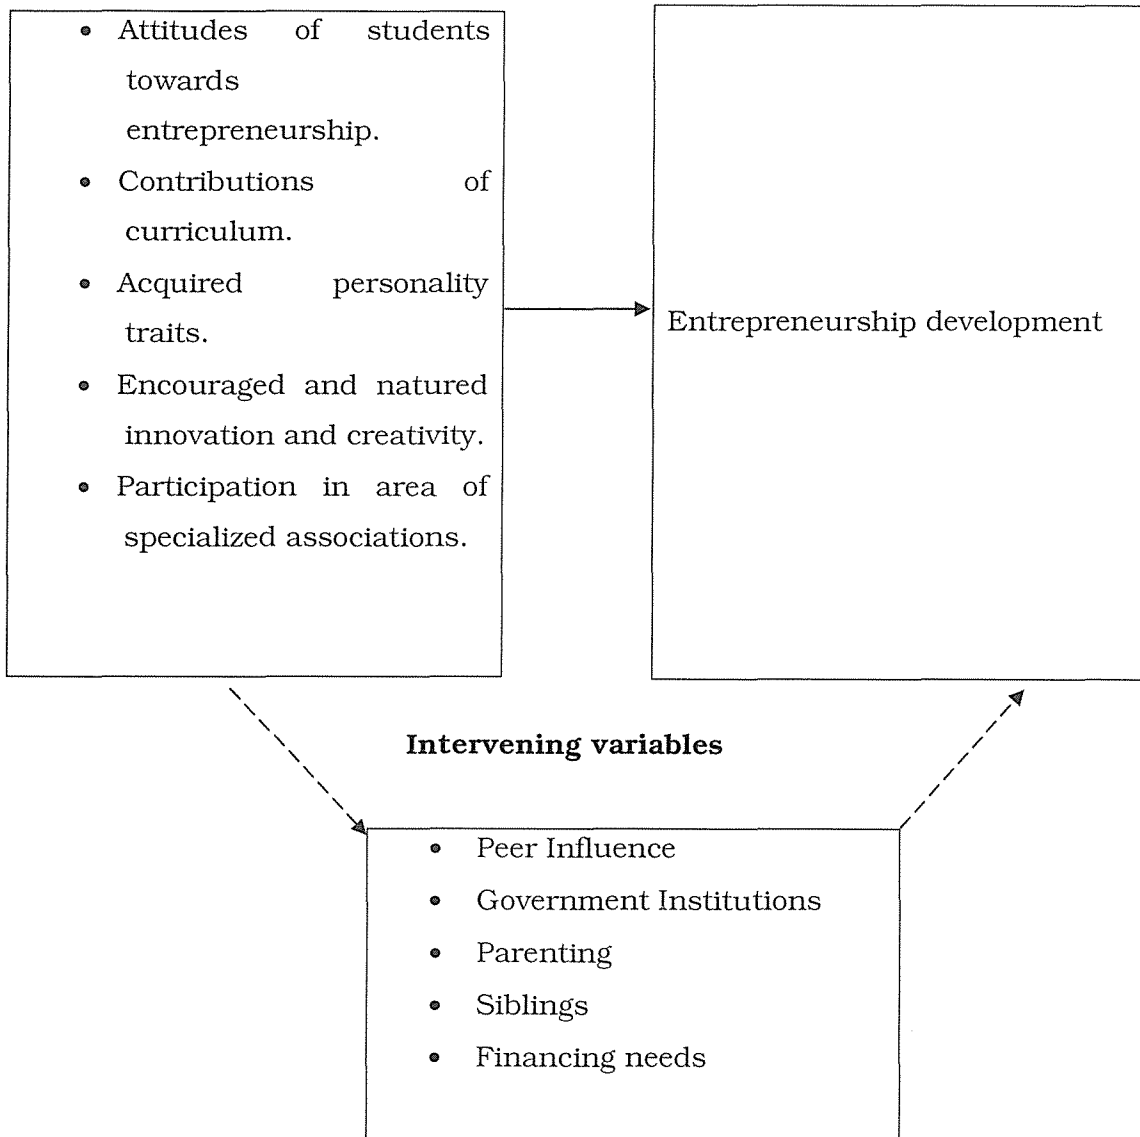 • Attitudes of students
towards
entrepreneurship.
• Contributions of
curriculum.
• Acquired personality
traits.
• Encouraged and natured
innovation and creativity.
• Participation in area of
specialized associations.
Entrepreneurship development
Intervening variables
• Peer Influence
• Government Institutions
• Parenting
• Siblings
• Financing needs